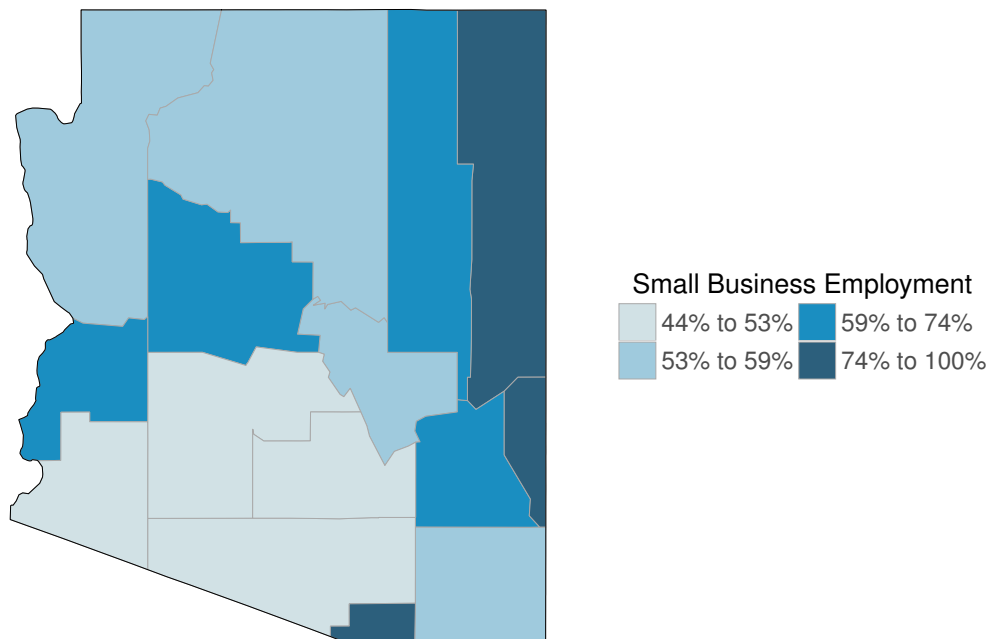 Small Business Employment
44% to 53% 59% to 74%
53% to 59% 74% to 100%